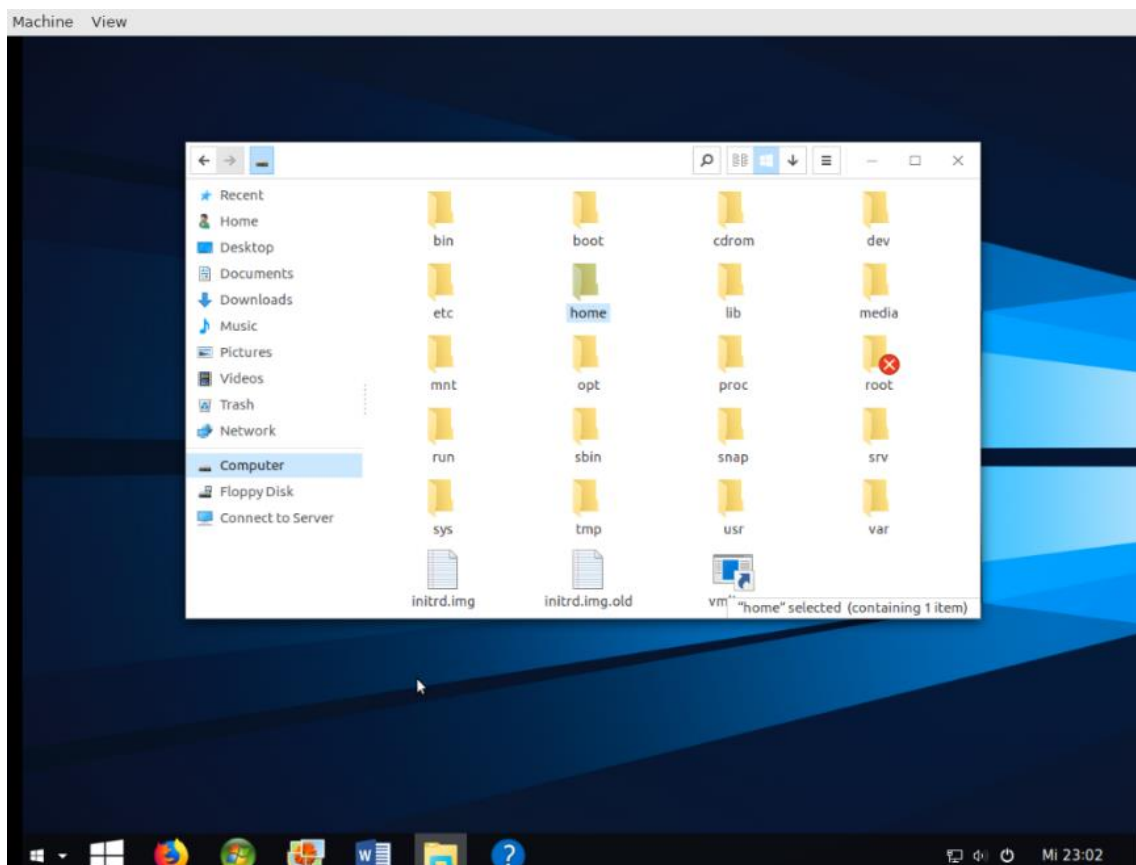 Machine View
Recent
Home
Desktop
Documents
Downloads
Music
Pictures
Videos
Trash
Network
Computer
Floppy Disk
Connect to Server
bin boot cdrom dev
etc home lib media
mnt opt proc root
run sbin snap srv
sys tmp usr var
initrd.img initrd.img.old
"home" selected (containing 1 item)
W
?
Mi 23:02